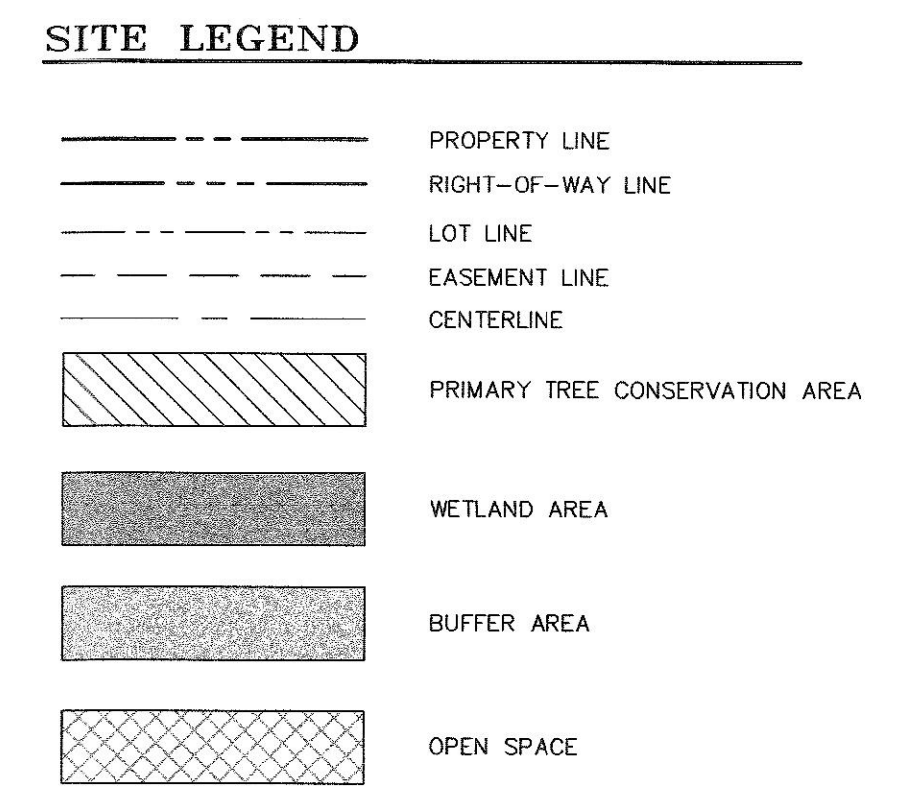 SITE LEGEND
PROPERTY LINE
RIGHT-OF-WAY LINE
LOT LINE
EASEMENT LINE
CENTERLINE
PRIMARY TREE CONSERVATION AREA
WETLAND AREA
BUFFER AREA
OPEN SPACE